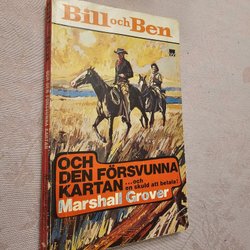 Bill och Ben
OCH
DEN FÖRSVUNNA
KARTAN ...och
en skuld att betala!
Marshall Grover